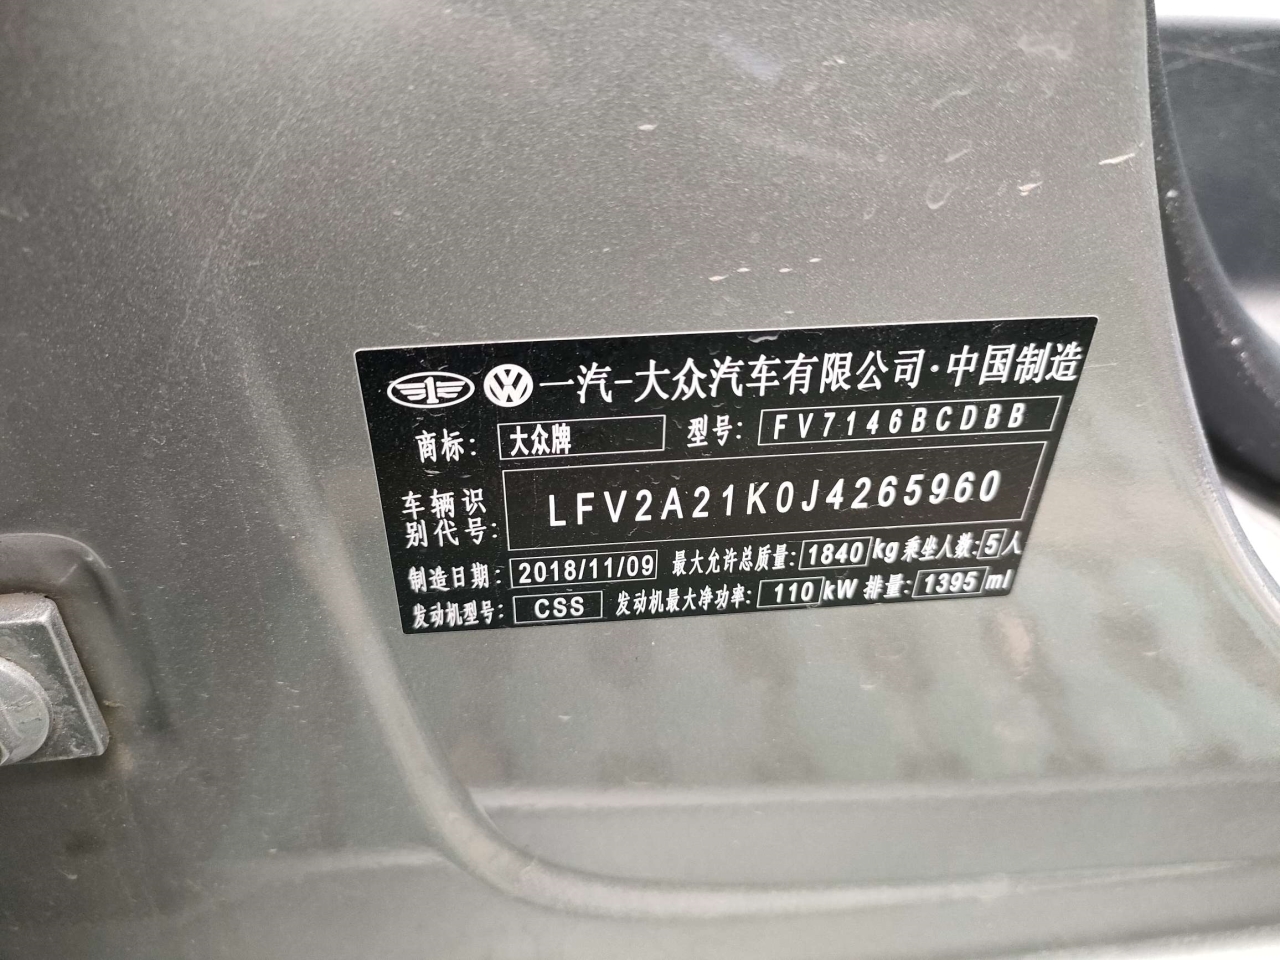 一汽-大众汽车有限公司·中国制造
商标: 大众牌 型号: FV7146BCDBB
车辆识别代号: LFV2A21K0J4265960
制造日期: 2018/11/09 最大允许总质量: 1840 kg 乘坐人数: 5 人
发动机型号: CSS 发动机最大净功率: 110 kW 排量: 1395 ml